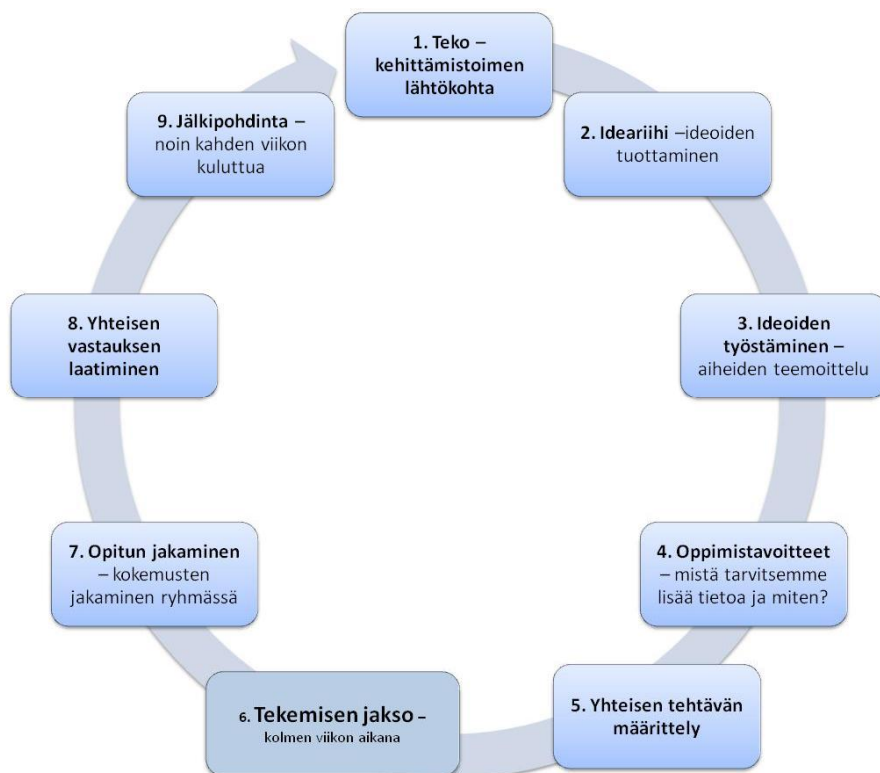 1. Teko –
kehittämistoimen
lähtökohta
2. Ideariihi –ideoiden
tuottaminen
3. Ideoiden
työstäminen –
aiheiden teemoittelu
4. Oppimistavoitteet
– mistä tarvitsemme
lisää tietoa ja miten?
5. Yhteisen tehtävän
määrittely
6. Tekemisen jakso –
kolmen viikon aikana
7. Opitun jakaminen
– kokemusten
jakaminen ryhmässä
8. Yhteisen
vastauksen
laatiminen
9. Jälkipohdinta –
noin kahden viikon
kuluttua